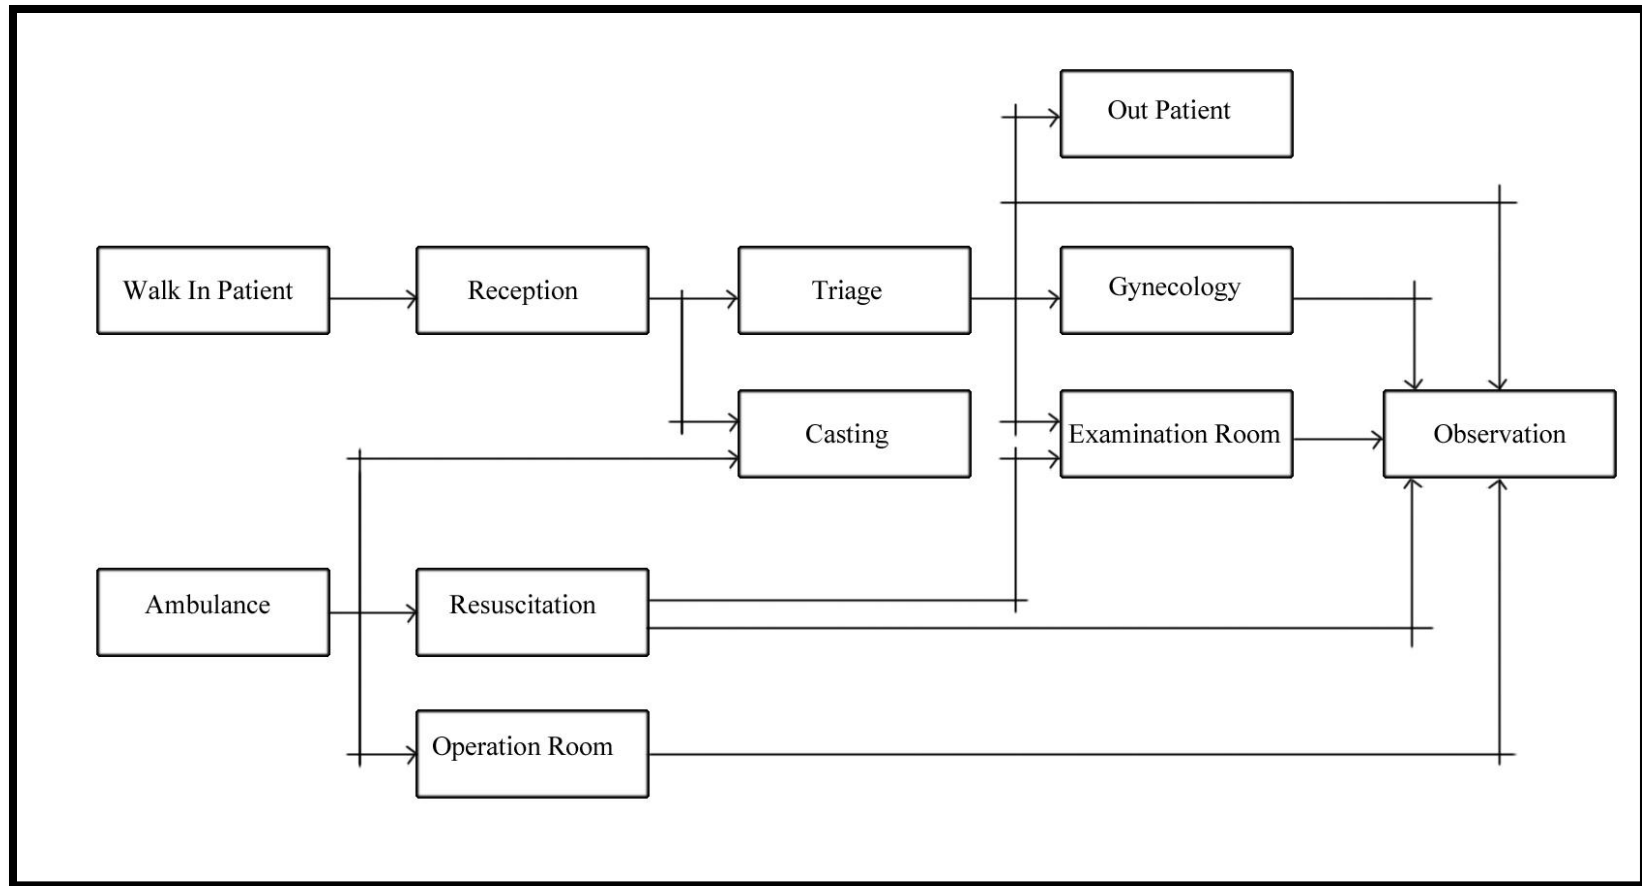 Out Patient
Walk In Patient
Reception
Triage
Gynecology
Casting
Examination Room
Observation
Ambulance
Resuscitation
Operation Room